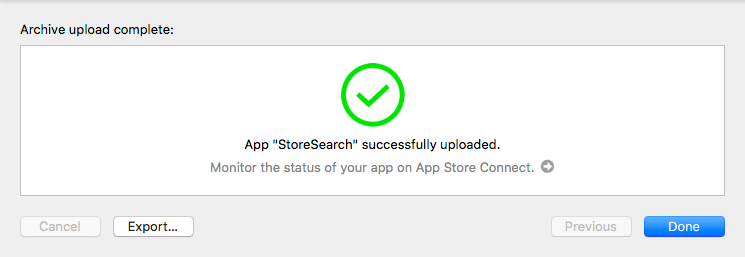 Archive upload complete:
App "StoreSearch" successfully uploaded.
Monitor the status of your app on App Store Connect.
Cancel
Export...
Previous
Done